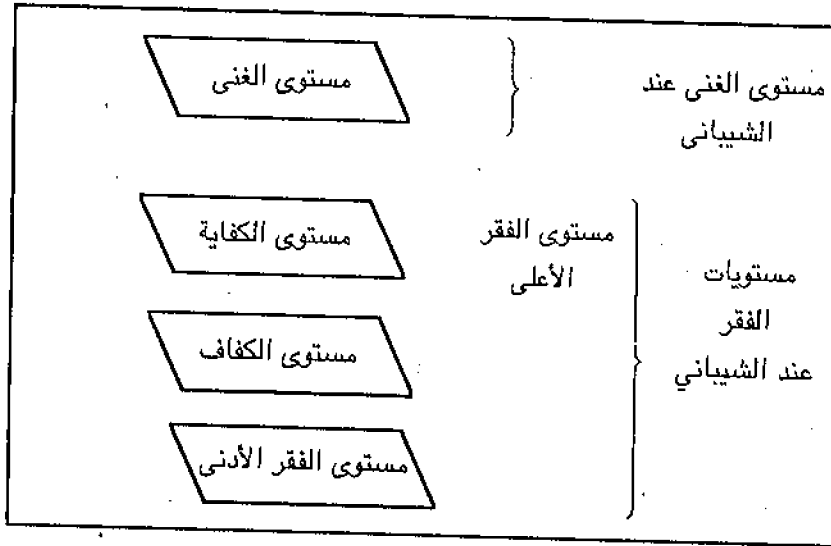 مستوى الغنى عند
الشيبانى
مستوى الغنى
مستويات
الفقر
عند الشيباني
مستوى الفقر
الأعلى
مستوى الكفاية
مستوى الكفاف
مستوى الفقر الأدنى